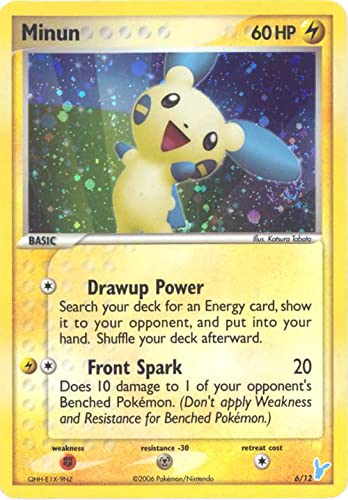 Minun 60 HP
BASIC
Illus. Katsura Tabata
Drawup Power
Search your deck for an Energy card, show
it to your opponent, and put into your
hand. Shuffle your deck afterward.
Front Spark 20
Does 10 damage to 1 of your opponent's
Benched Pokémon. (Don't apply Weakness
and Resistance for Benched Pokémon.)
weakness resistance -30 retreat cost
QHH-E1X-9NZ ©2006 Pokémon/Nintendo 6/12